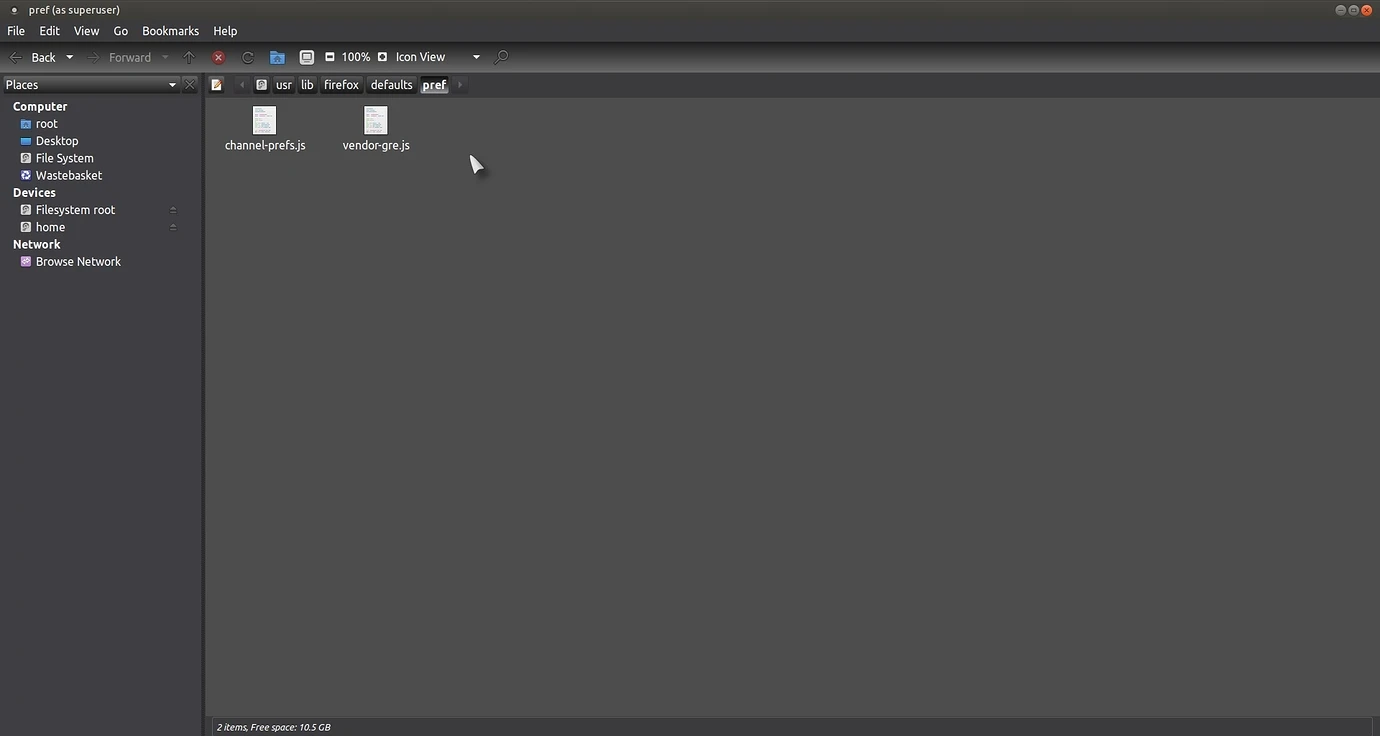 pref (as superuser)
File Edit View Go Bookmarks Help
Back Forward 100% Icon View
Places
usr lib firefox defaults pref
Computer
root
Desktop
File System
Wastebasket
Devices
Filesystem root
home
Network
Browse Network
channel-prefs.js vendor-gre.js
2 items, Free space: 10.5 GB